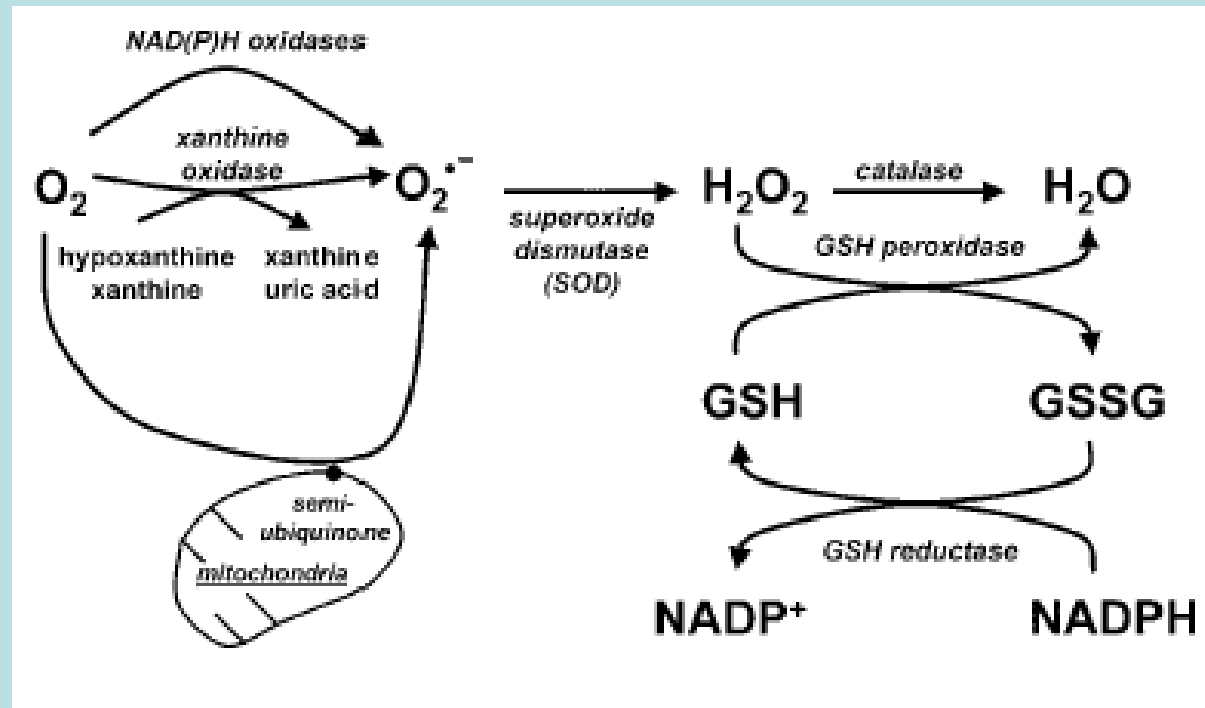 NAD(P)H oxidases
xanthine
oxidase
O₂
O₂•−
hypoxanthine
xanthine
xanthine
uric acid
superoxide
dismutase
(SOD)
H₂O₂
catalase
H₂O
GSH peroxidase
GSH
GSSG
semi-
ubiquinone
mitochondria
GSH reductase
NADP⁺
NADPH